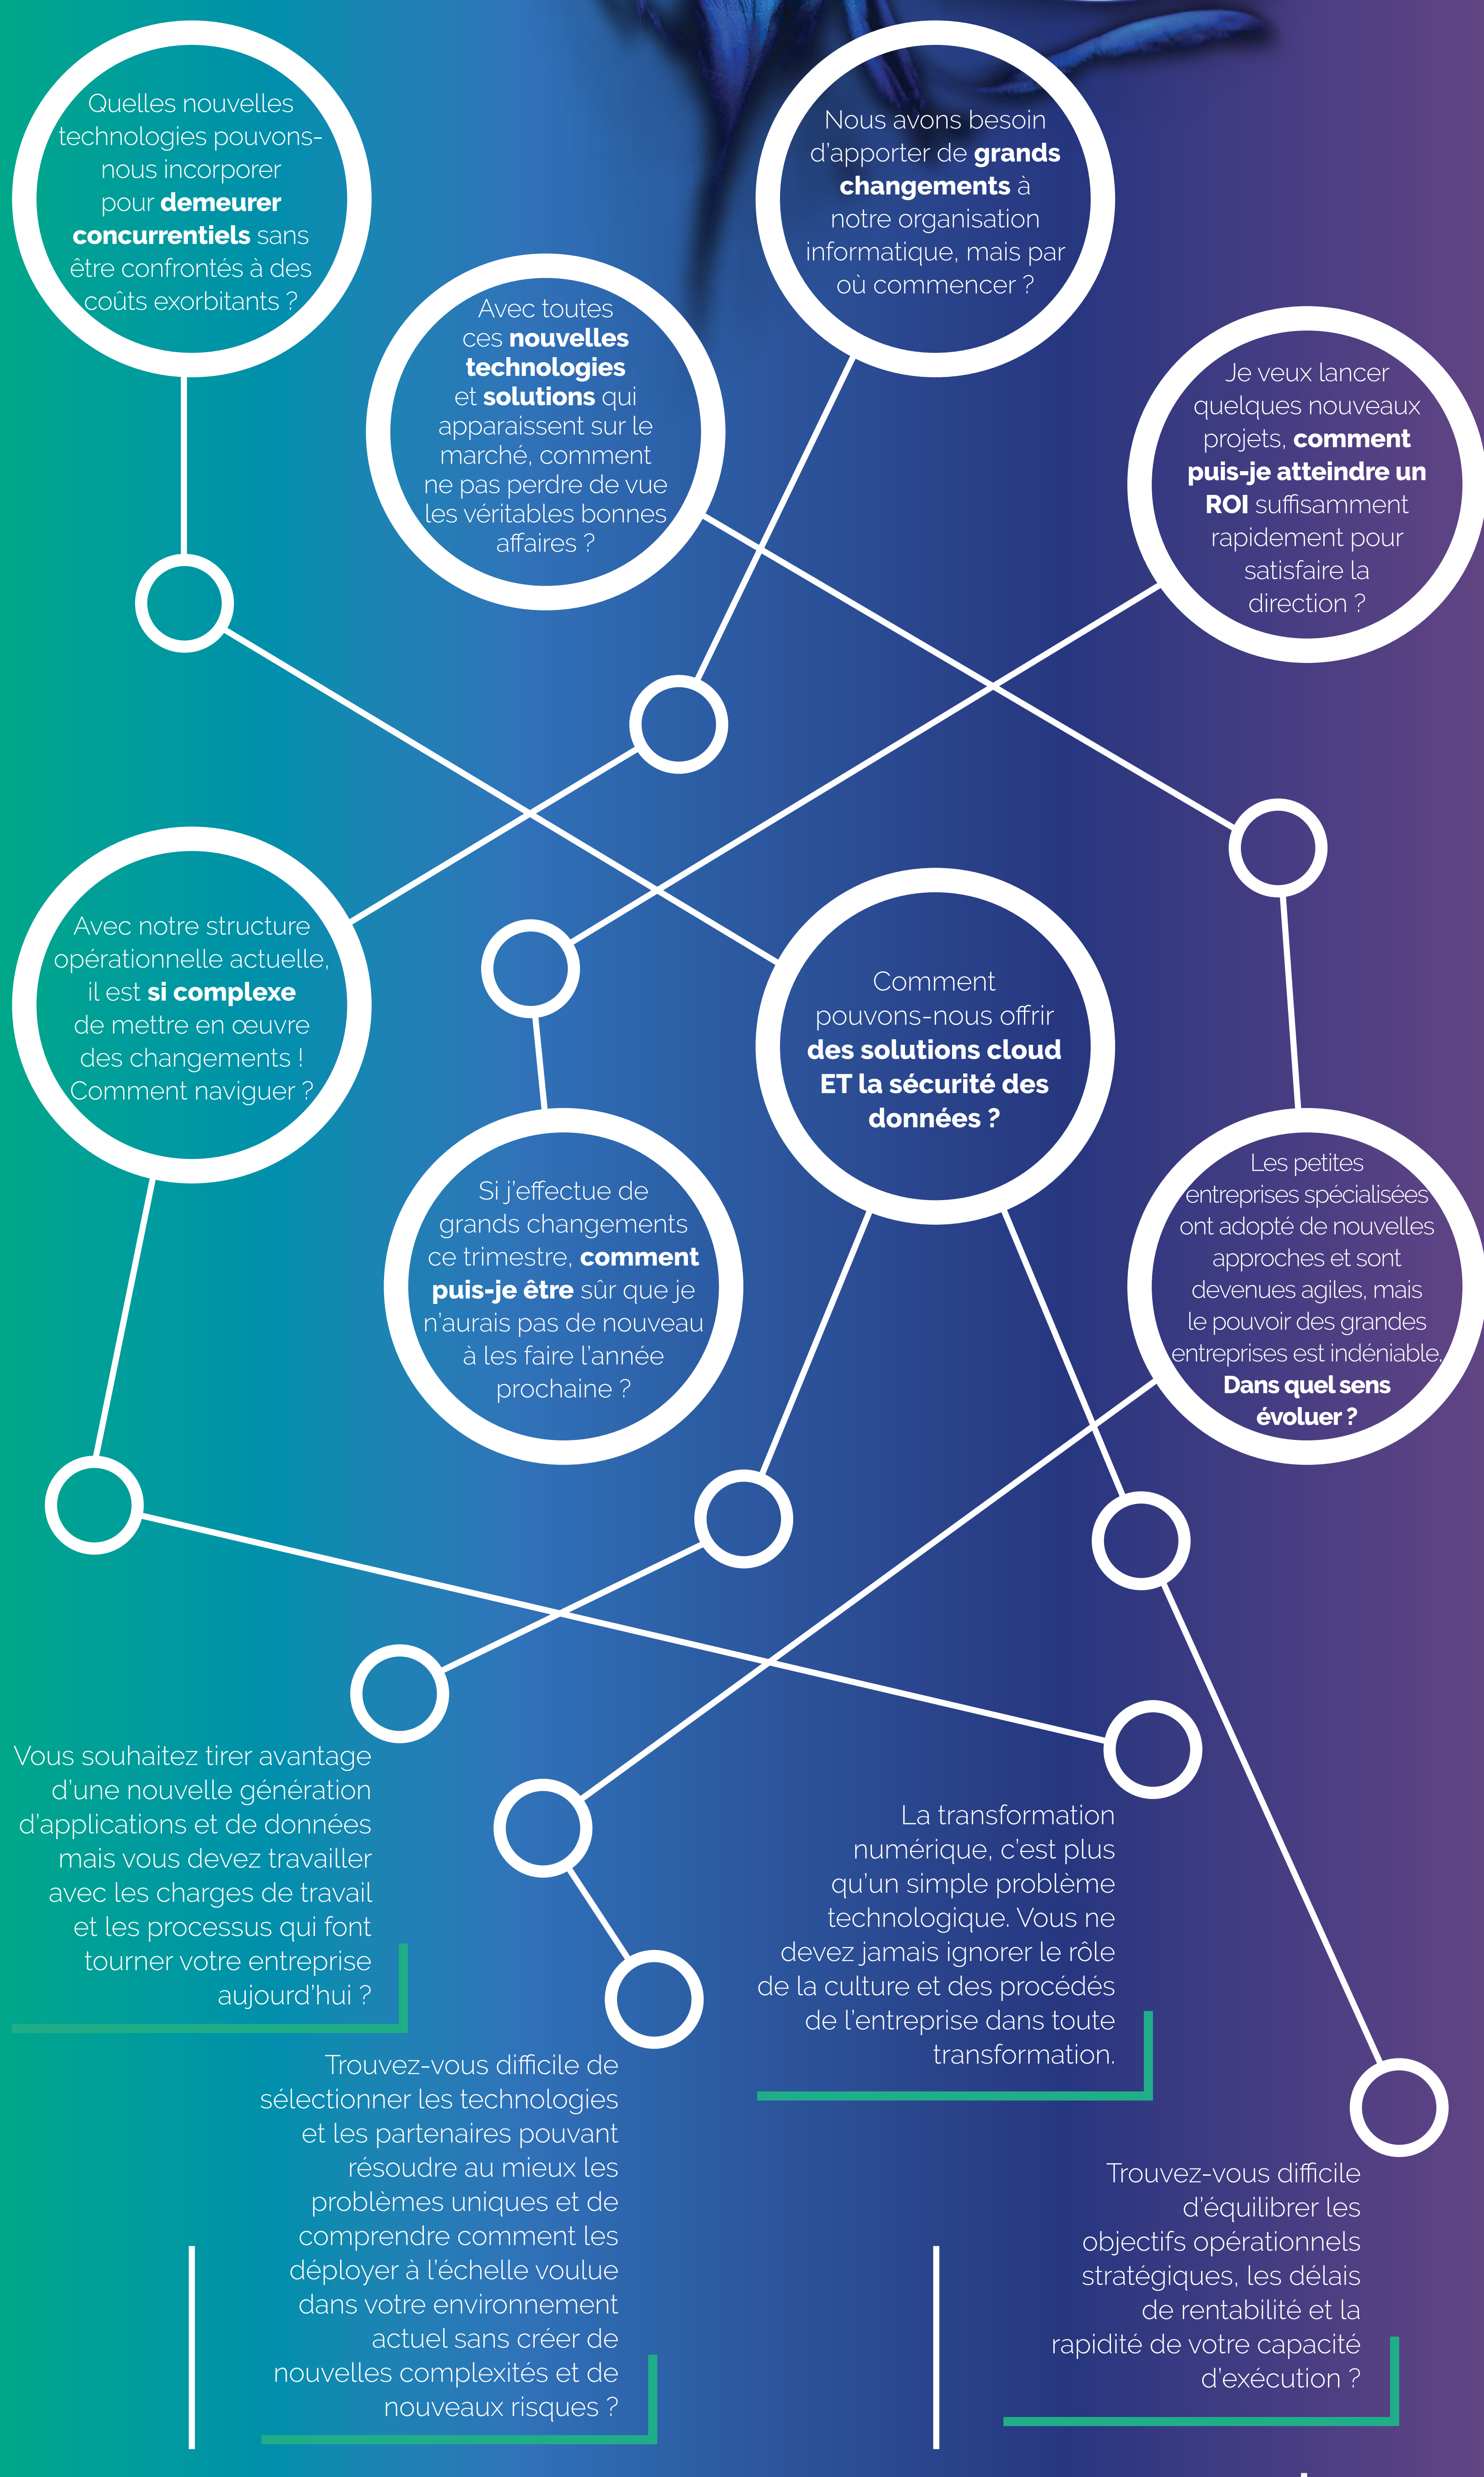 Quelles nouvelles
technologies pouvons-
nous incorporer
pour demeurer
concurrentiels sans
être confrontés à des
coûts exorbitants ?
Nous avons besoin
d'apporter de grands
changements à
notre organisation
informatique, mais par
où commencer ?
Avec toutes
ces nouvelles
technologies
et solutions qui
apparaissent sur le
marché, comment
ne pas perdre de vue
les véritables bonnes
affaires ?
Je veux lancer
quelques nouveaux
projets, comment
puis-je atteindre un
ROI suffisamment
rapidement pour
satisfaire la
direction ?
Avec notre structure
opérationnelle actuelle,
il est si complexe
de mettre en œuvre
des changements !
Comment naviguer ?
Comment
pouvons-nous offrir
des solutions cloud
ET la sécurité des
données ?
Si j'effectue de
grands changements
ce trimestre, comment
puis-je être sûr que je
n'aurais pas de nouveau
à les faire l'année
prochaine ?
Les petites
entreprises spécialisées
ont adopté de nouvelles
approches et sont
devenues agiles, mais
le pouvoir des grandes
entreprises est indéniable.
Dans quel sens
évoluer ?
Vous souhaitez tirer avantage
d'une nouvelle génération
d'applications et de données
mais vous devez travailler
avec les charges de travail
et les processus qui font
tourner votre entreprise
aujourd'hui ?
La transformation
numérique, c'est plus
qu'un simple problème
technologique. Vous ne
devez jamais ignorer le rôle
de la culture et des procédés
de l'entreprise dans toute
transformation.
Trouvez-vous difficile de
sélectionner les technologies
et les partenaires pouvant
résoudre au mieux les
problèmes uniques et de
comprendre comment les
déployer à l'échelle voulue
dans votre environnement
actuel sans créer de
nouvelles complexités et de
nouveaux risques ?
Trouvez-vous difficile
d'équilibrer les
objectifs opérationnels
stratégiques, les délais
de rentabilité et la
rapidité de votre capacité
d'exécution ?